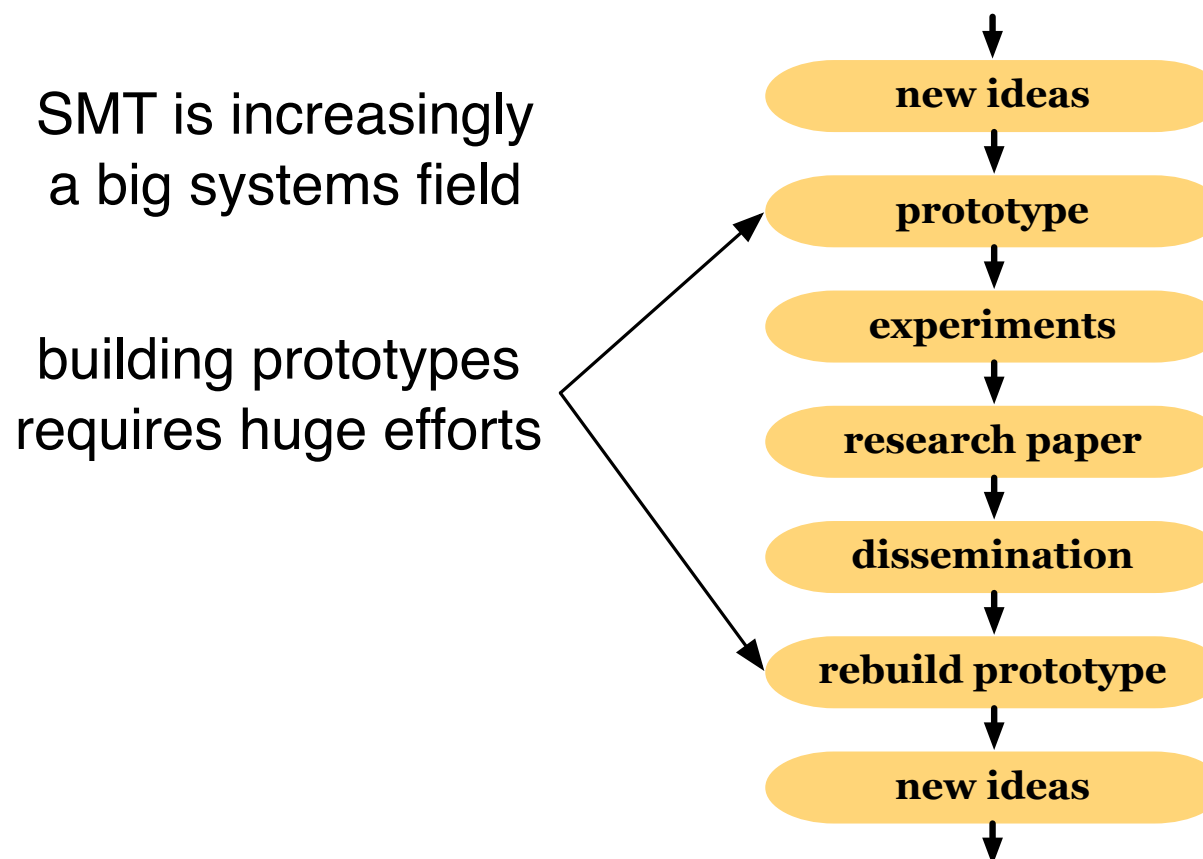 SMT is increasingly
a big systems field
building prototypes
requires huge efforts
new ideas
prototype
experiments
research paper
dissemination
rebuild prototype
new ideas